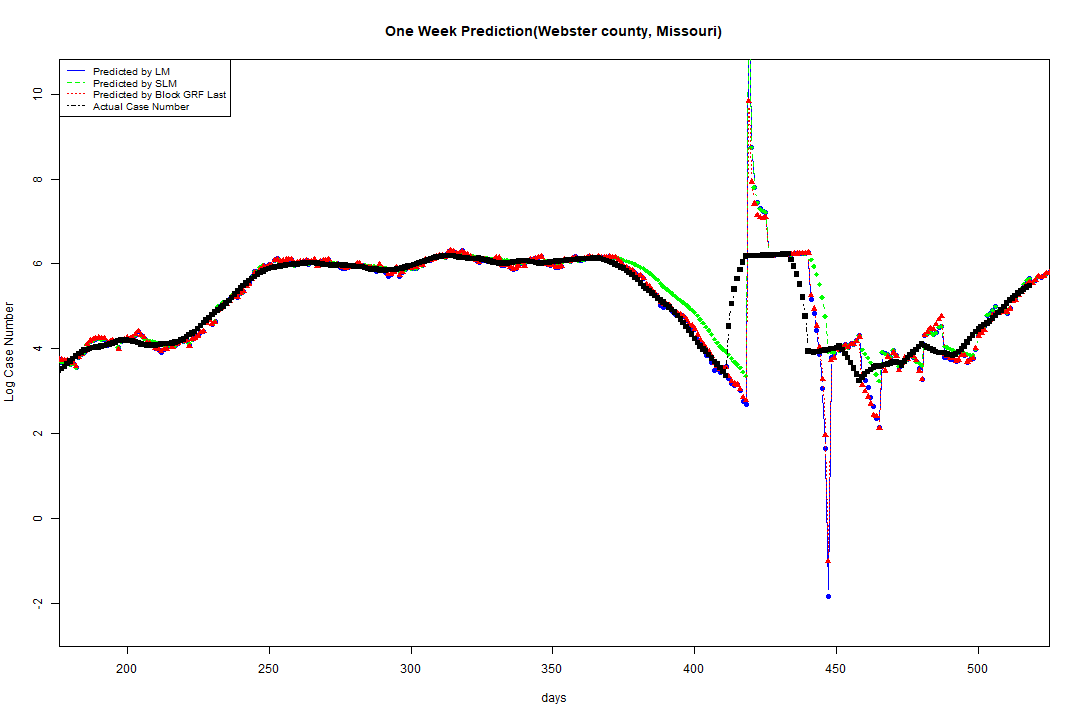 One Week Prediction(Webster county, Missouri)
Predicted by LM
Predicted by SLM
Predicted by Block GRF Last
Actual Case Number
Log Case Number
10
8
6
4
2
0
-2
200 250 300 350 400 450 500
days